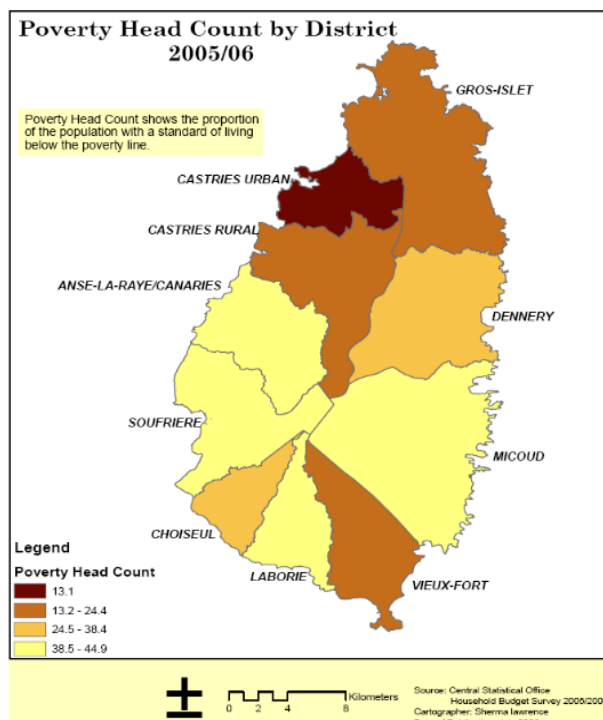 Poverty Head Count by District
2005/06
Poverty Head Count shows the proportion
of the population with a standard of living
below the poverty line.
GROS-ISLET
CASTRIES URBAN
CASTRIES RURAL
ANSE-LA-RAYE/CANARIES
DENNERY
SOUFRIERE
MICOUD
CHOISEUL
LABORIE
VIEUX-FORT
Legend
Poverty Head Count
13.1
13.2 - 24.4
24.5 - 38.4
38.5 - 44.9
Kilometers
0 2 4 8
Source: Central Statistical Office
Household Budget Survey 2006/200
Cartographer: Sherma lawrence